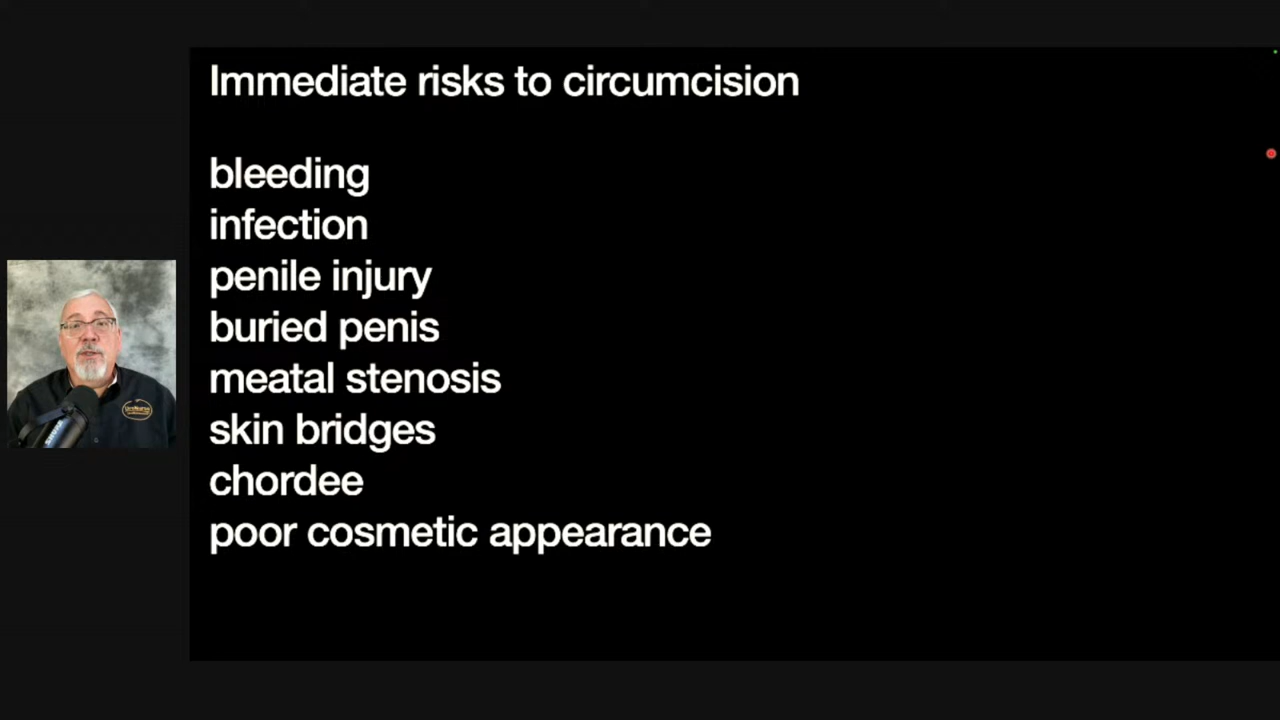 Immediate risks to circumcision
bleeding
infection
penile injury
buried penis
meatal stenosis
skin bridges
chordee
poor cosmetic appearance